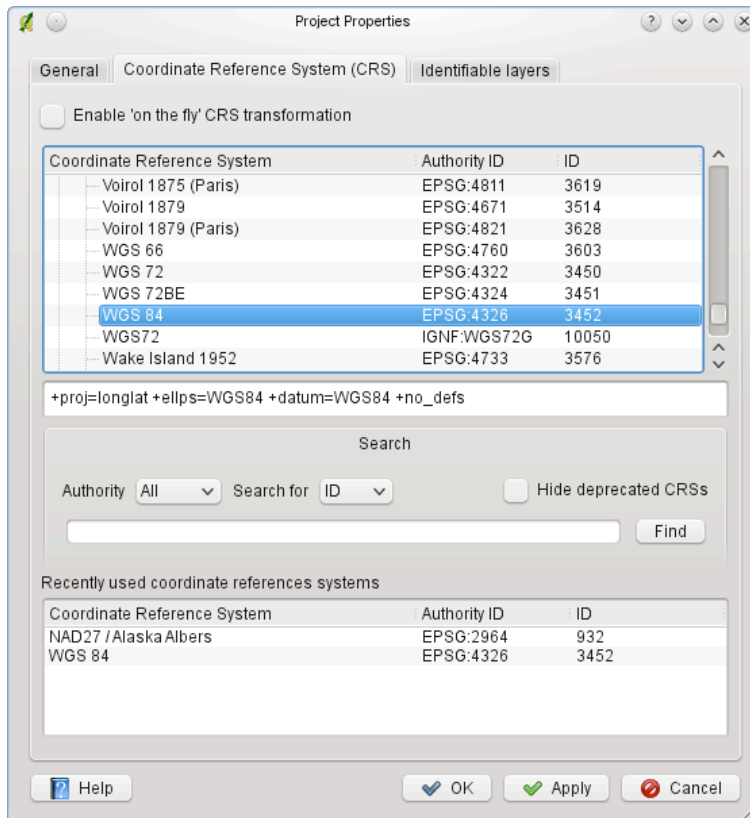 Project Properties
General Coordinate Reference System (CRS) Identifiable layers
Enable 'on the fly' CRS transformation
Coordinate Reference System Authority ID ID
Voirol 1875 (Paris) EPSG:4811 3619
Voirol 1879 EPSG:4671 3514
Voirol 1879 (Paris) EPSG:4821 3628
WGS 66 EPSG:4760 3603
WGS 72 EPSG:4322 3450
WGS 72BE EPSG:4324 3451
WGS 84 EPSG:4326 3452
WGS72 IGNF:WGS72G 10050
Wake Island 1952 EPSG:4733 3576
+proj=longlat +ellps=WGS84 +datum=WGS84 +no_defs
Search
Authority All Search for ID Hide deprecated CRSs
Find
Recently used coordinate references systems
Coordinate Reference System Authority ID ID
NAD27 / Alaska Albers EPSG:2964 932
WGS 84 EPSG:4326 3452
Help OK Apply Cancel